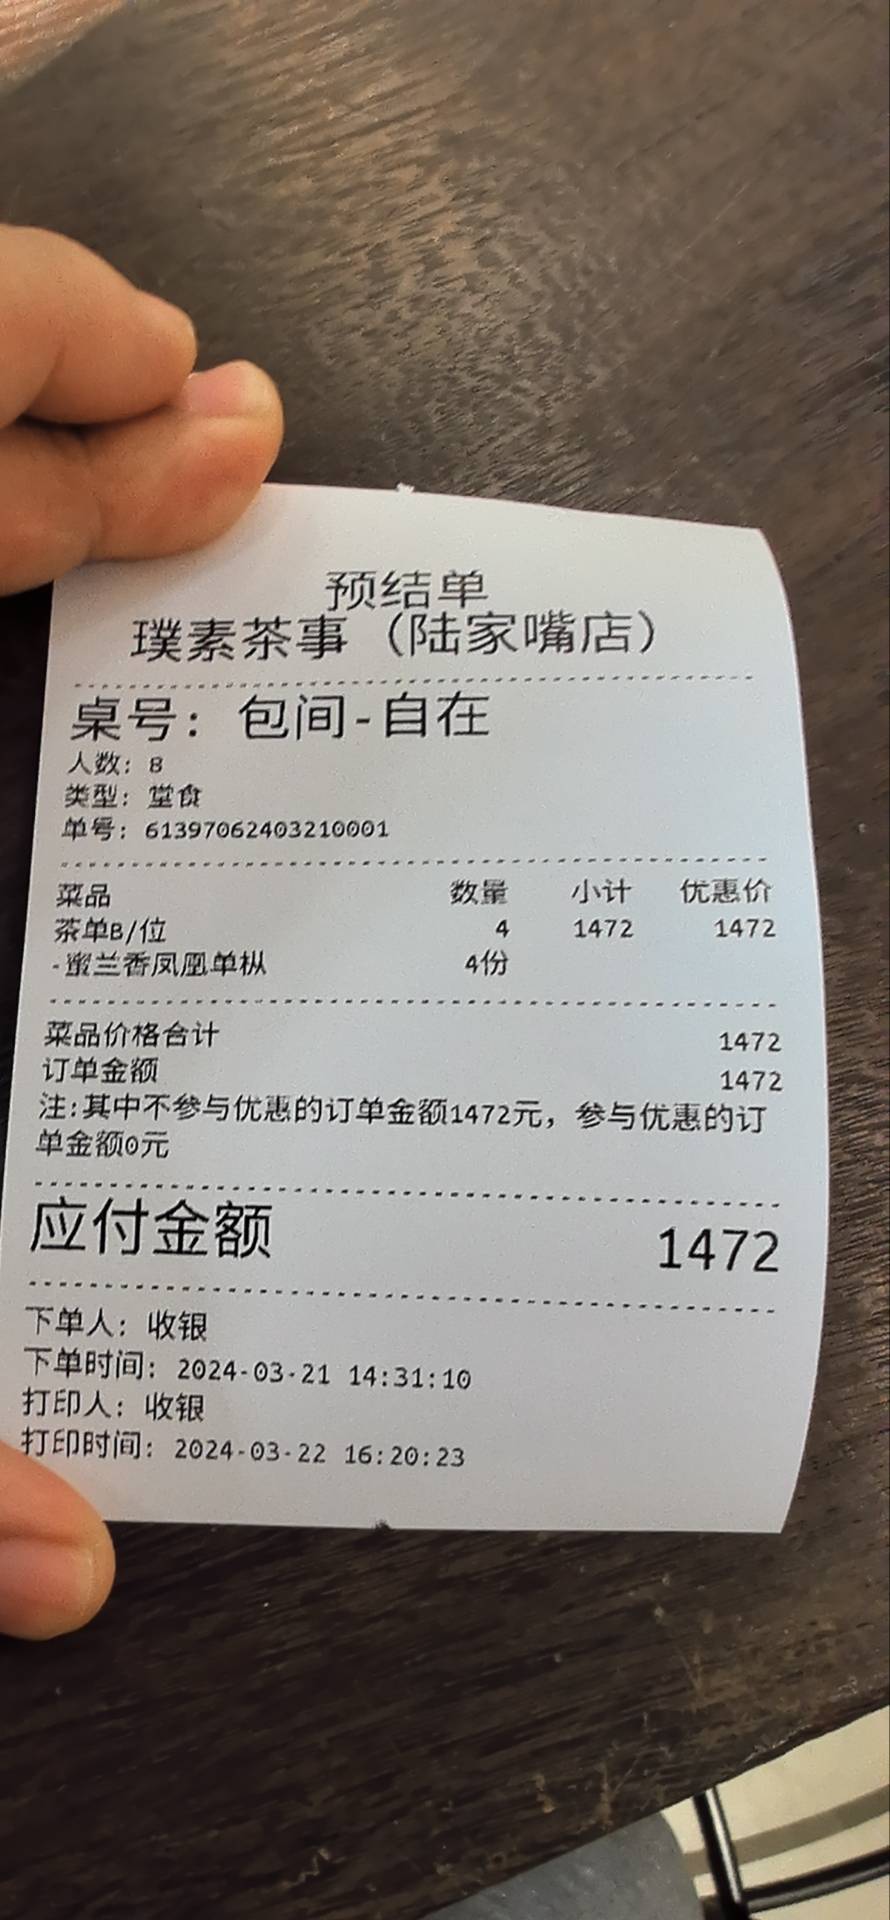 预结单
璞素茶事（陆家嘴店）
桌号：包间-自在
人数：8
类型：堂食
单号：61397062403210001
菜品 数量 小计 优惠价
茶单B/位 4 1472 1472
-蜜兰香凤凰单枞 4份
菜品价格合计 1472
订单金额 1472
注:其中不参与优惠的订单金额1472元，参与优惠的订
单金额0元
应付金额 1472
下单人：收银
下单时间：2024-03-21 14:31:10
打印人：收银
打印时间：2024-03-22 16:20:23